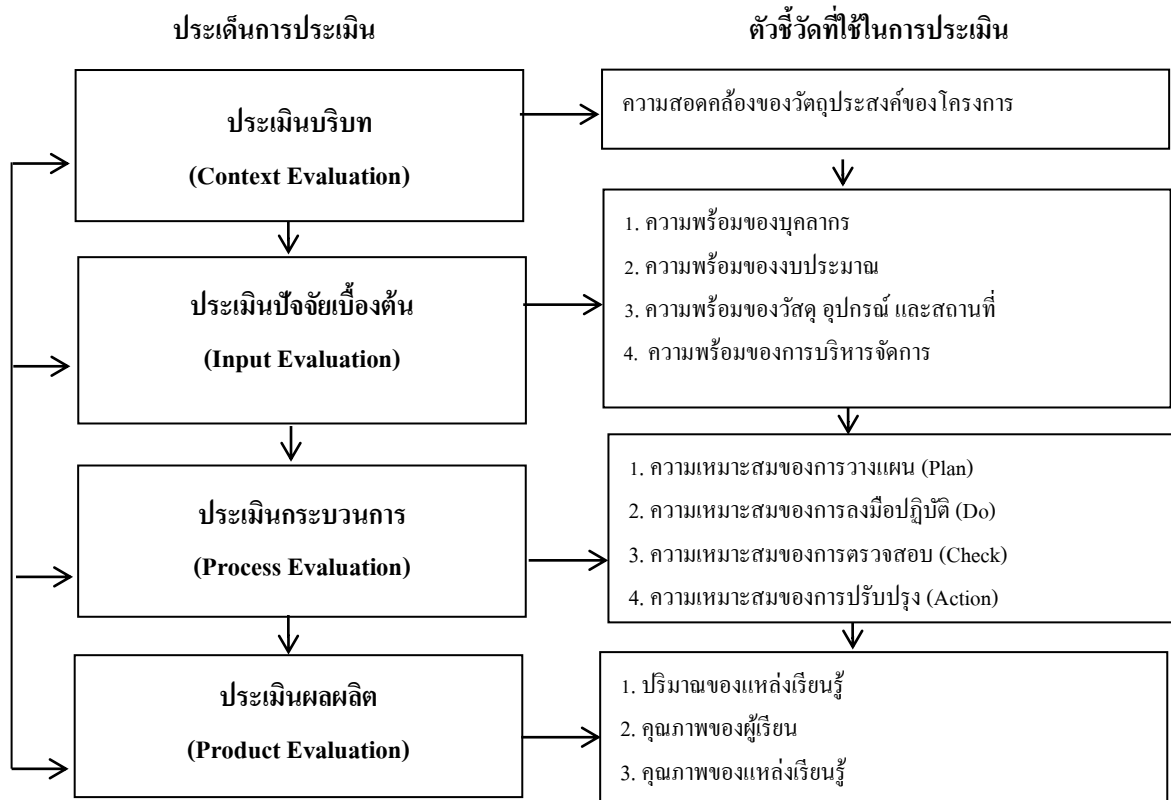 ประเด็นการประเมิน
ตัวชี้วัดที่ใช้ในการประเมิน
ประเมินบริบท
(Context Evaluation)
ความสอดคล้องของวัตถุประสงค์ของโครงการ
ประเมินปัจจัยเบื้องต้น
(Input Evaluation)
1. ความพร้อมของบุคลากร
2. ความพร้อมของงบประมาณ
3. ความพร้อมของวัสดุ อุปกรณ์ และสถานที่
4. ความพร้อมของการบริหารจัดการ
ประเมินกระบวนการ
(Process Evaluation)
1. ความเหมาะสมของการวางแผน (Plan)
2. ความเหมาะสมของการลงมือปฏิบัติ (Do)
3. ความเหมาะสมของการตรวจสอบ (Check)
4. ความเหมาะสมของการปรับปรุง (Action)
ประเมินผลผลิต
(Product Evaluation)
1. ปริมาณของแหล่งเรียนรู้
2. คุณภาพของผู้เรียน
3. คุณภาพของแหล่งเรียนรู้